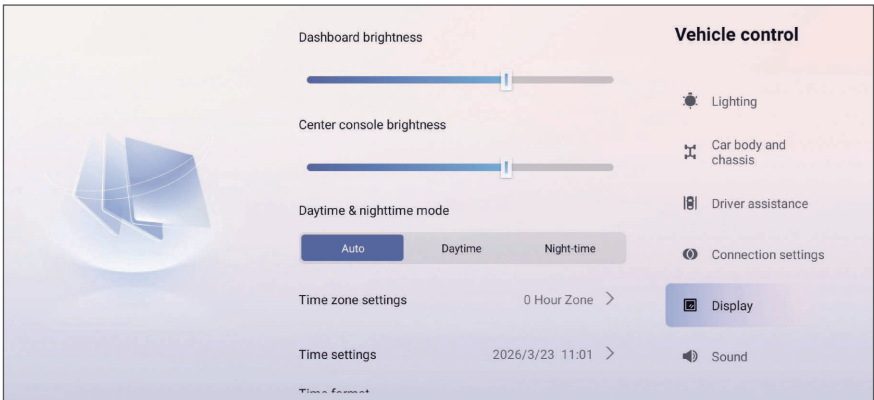 Dashboard brightness
Center console brightness
Daytime & nighttime mode
Auto
Daytime
Night-time
Time zone settings
0 Hour Zone
Time settings
2026/3/23 11:01
Time format
Vehicle control
Lighting
Car body and
chassis
Driver assistance
Connection settings
Display
Sound